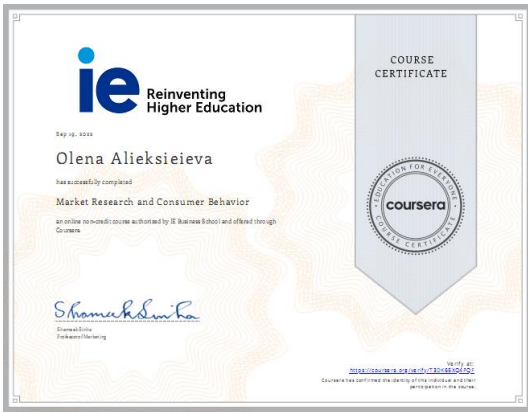 ie
Reinventing
Higher Education
Sep 19, 2022
Olena Alieksieieva
has successfully completed
Market Research and Consumer Behavior
an online non-credit course authorized by IE Business School and offered through
Coursera
Shameek Sinha
Professor of Marketing
COURSE
CERTIFICATE
EDUCATION FOR EVERYONE
coursera
COURSE CERTIFICATE
Verify at:
Coursera has confirmed the identity of this individual and their
participation in the course.